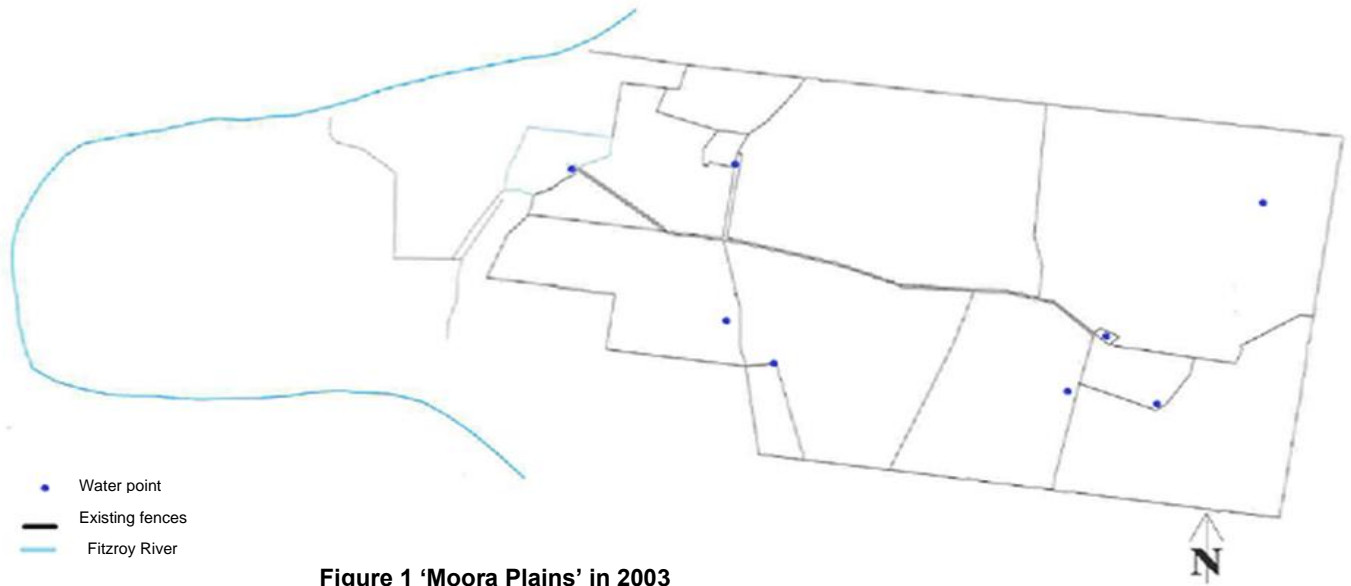 Water point
Existing fences
Fitzroy River
N
Figure 1 ‘Moora Plains’ in 2003